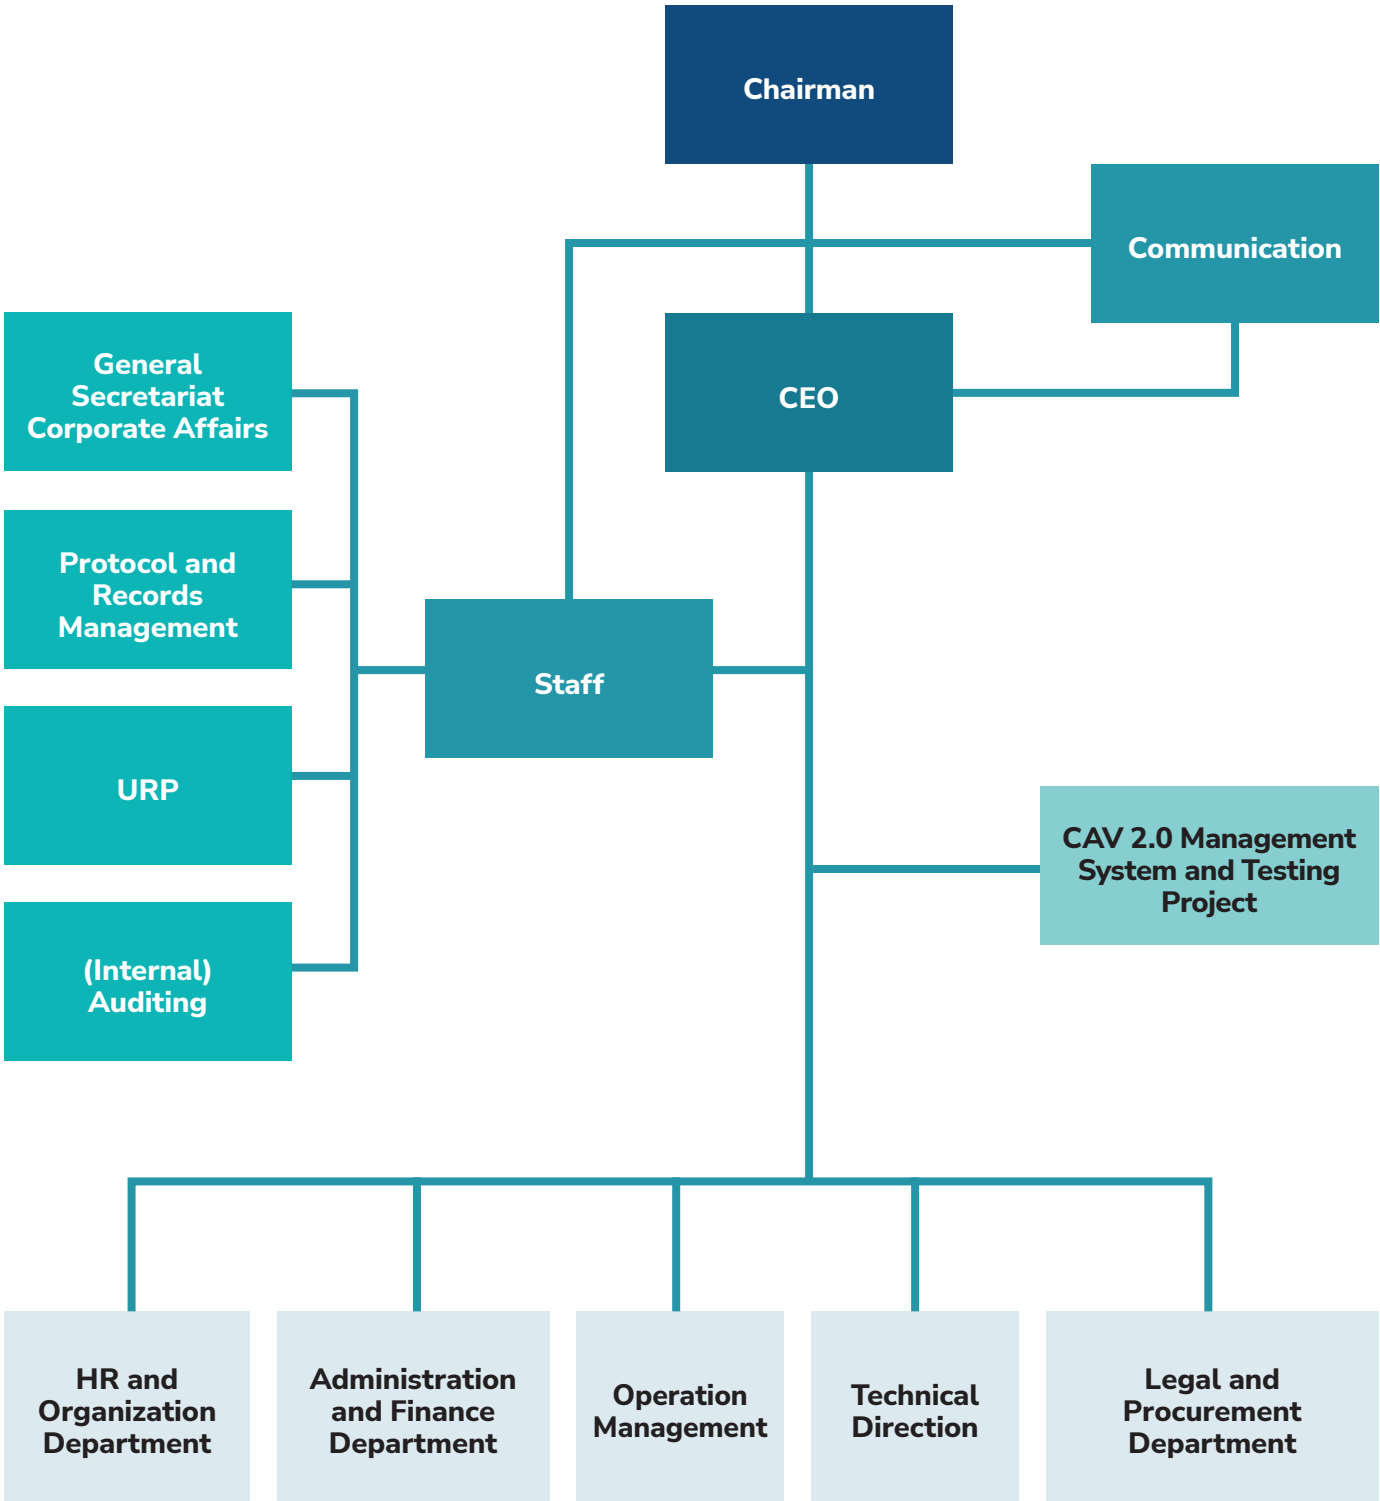 Chairman
Communication
CEO
General
Secretariat
Corporate Affairs
Protocol and
Records
Management
Staff
URP
CAV 2.0 Management
System and Testing
Project
(Internal)
Auditing
HR and
Organization
Department
Administration
and Finance
Department
Operation
Management
Technical
Direction
Legal and
Procurement
Department